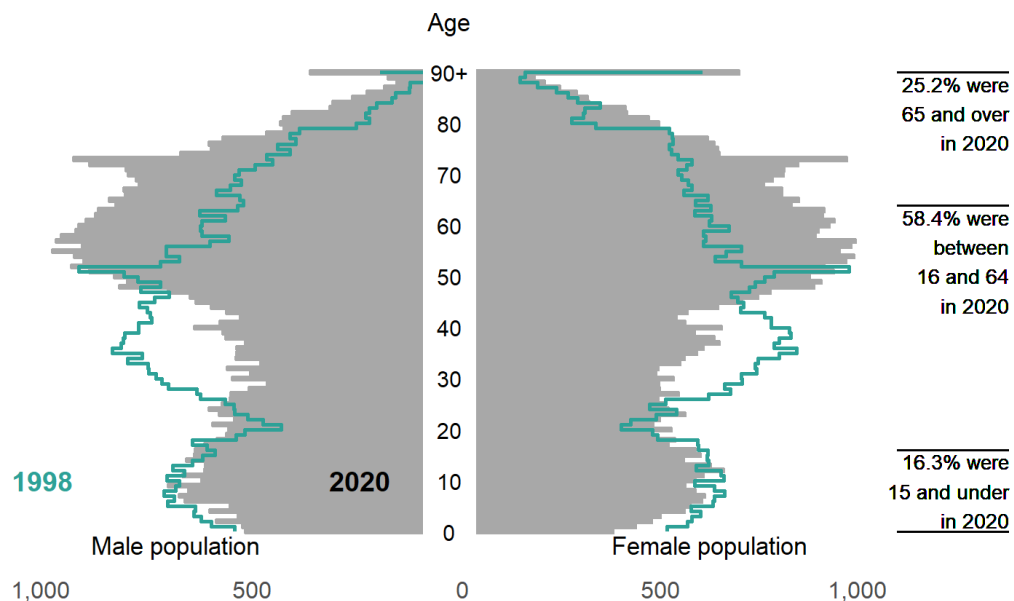 Age
90+
80
70
60
50
40
30
20
10
0
25.2% were
65 and over
in 2020
58.4% were
between
16 and 64
in 2020
16.3% were
15 and under
in 2020
1998
2020
Male population
Female population
1,000
500
0
500
1,000